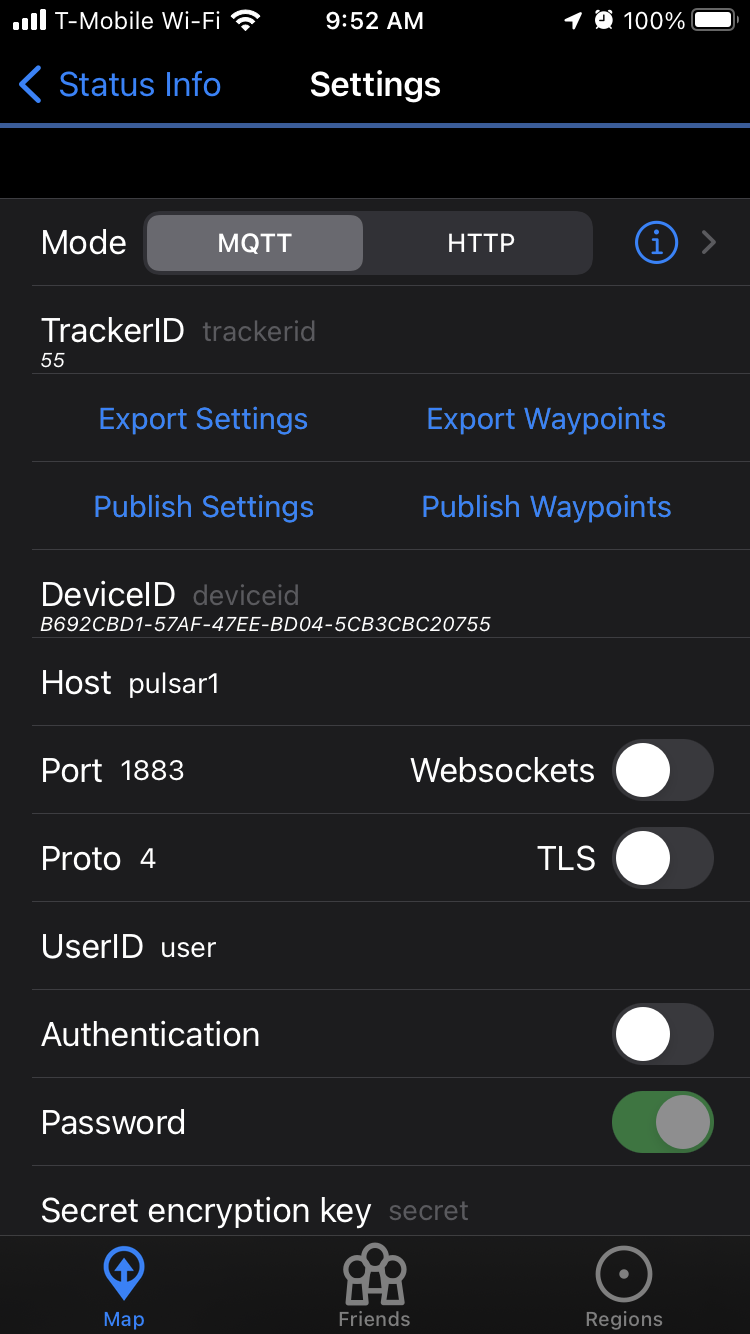 T-Mobile Wi-Fi 9:52 AM 100%
Status Info Settings
Mode MQTT HTTP i
TrackerID trackerid
55
Export Settings Export Waypoints
Publish Settings Publish Waypoints
DeviceID deviceid
B692CBD1-57AF-47EE-BD04-5CB3CBC20755
Host pulsar1
Port 1883 Websockets
Proto 4 TLS
UserID user
Authentication
Password
Secret encryption key secret
Map Friends Regions